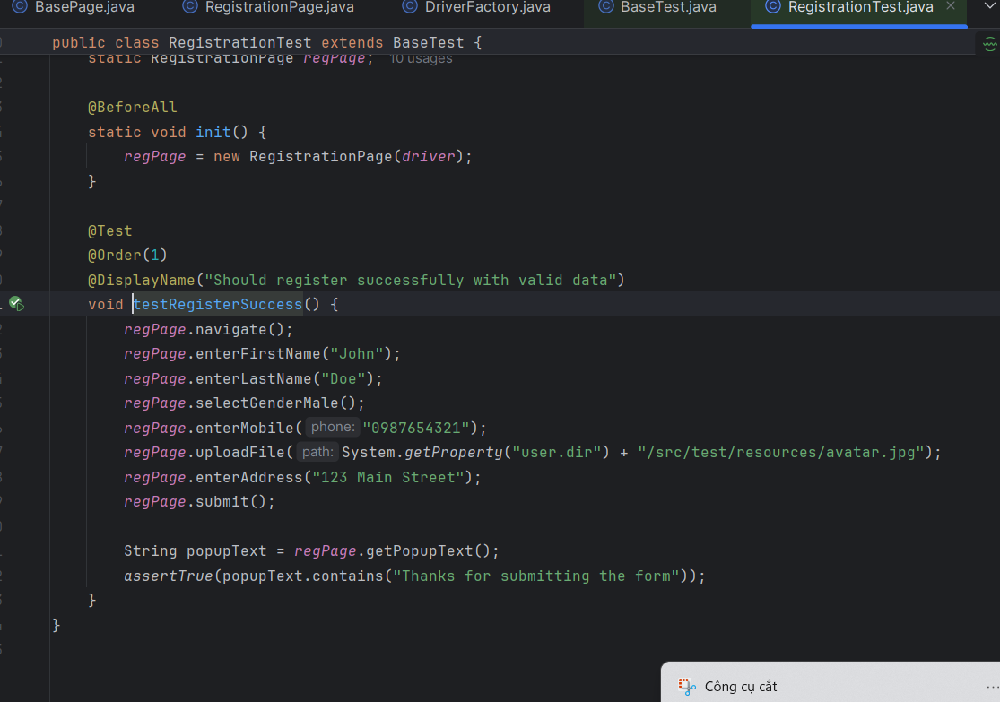 BasePage.java RegistrationPage.java DriverFactory.java BaseTest.java RegistrationTest.java
public class RegistrationTest extends BaseTest {
static RegistrationPage regPage; 10 usages
@BeforeAll
static void init() {
regPage = new RegistrationPage(driver);
}
@Test
@Order(1)
@DisplayName("Should register successfully with valid data")
void testRegisterSuccess() {
regPage.navigate();
regPage.enterFirstName("John");
regPage.enterLastName("Doe");
regPage.selectGenderMale();
regPage.enterMobile( phone: "0987654321");
regPage.uploadFile( path: System.getProperty("user.dir") + "/src/test/resources/avatar.jpg");
regPage.enterAddress("123 Main Street");
regPage.submit();
String popupText = regPage.getPopupText();
assertTrue(popupText.contains("Thanks for submitting the form"));
}
}
Công cụ cắt